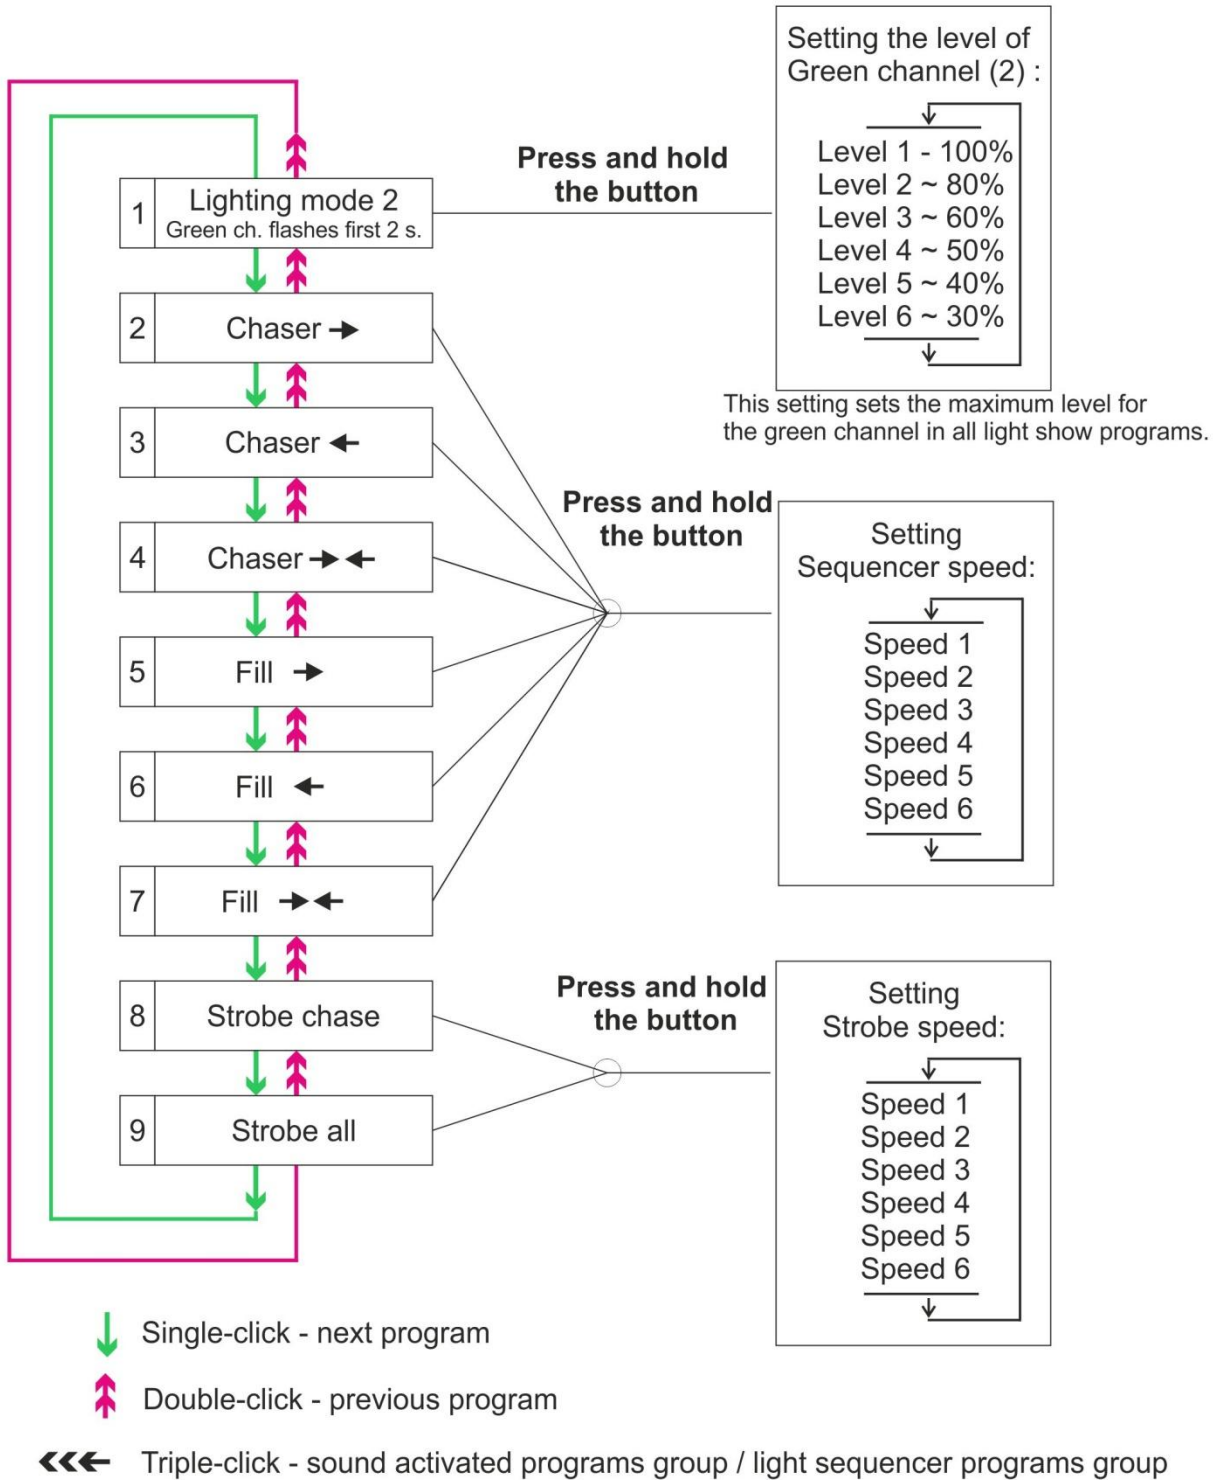 Setting the level of
Green channel (2) :
Level 1 - 100%
Level 2 ~ 80%
Level 3 ~ 60%
Level 4 ~ 50%
Level 5 ~ 40%
Level 6 ~ 30%
This setting sets the maximum level for
the green channel in all light show programs.
Press and hold
the button
1 Lighting mode 2
Green ch. flashes first 2 s.
2 Chaser
3 Chaser
4 Chaser
5 Fill
6 Fill
7 Fill
8 Strobe chase
9 Strobe all
Press and hold
the button
Setting
Sequencer speed:
Speed 1
Speed 2
Speed 3
Speed 4
Speed 5
Speed 6
Press and hold
the button
Setting
Strobe speed:
Speed 1
Speed 2
Speed 3
Speed 4
Speed 5
Speed 6
Single-click - next program
Double-click - previous program
Triple-click - sound activated programs group / light sequencer programs group